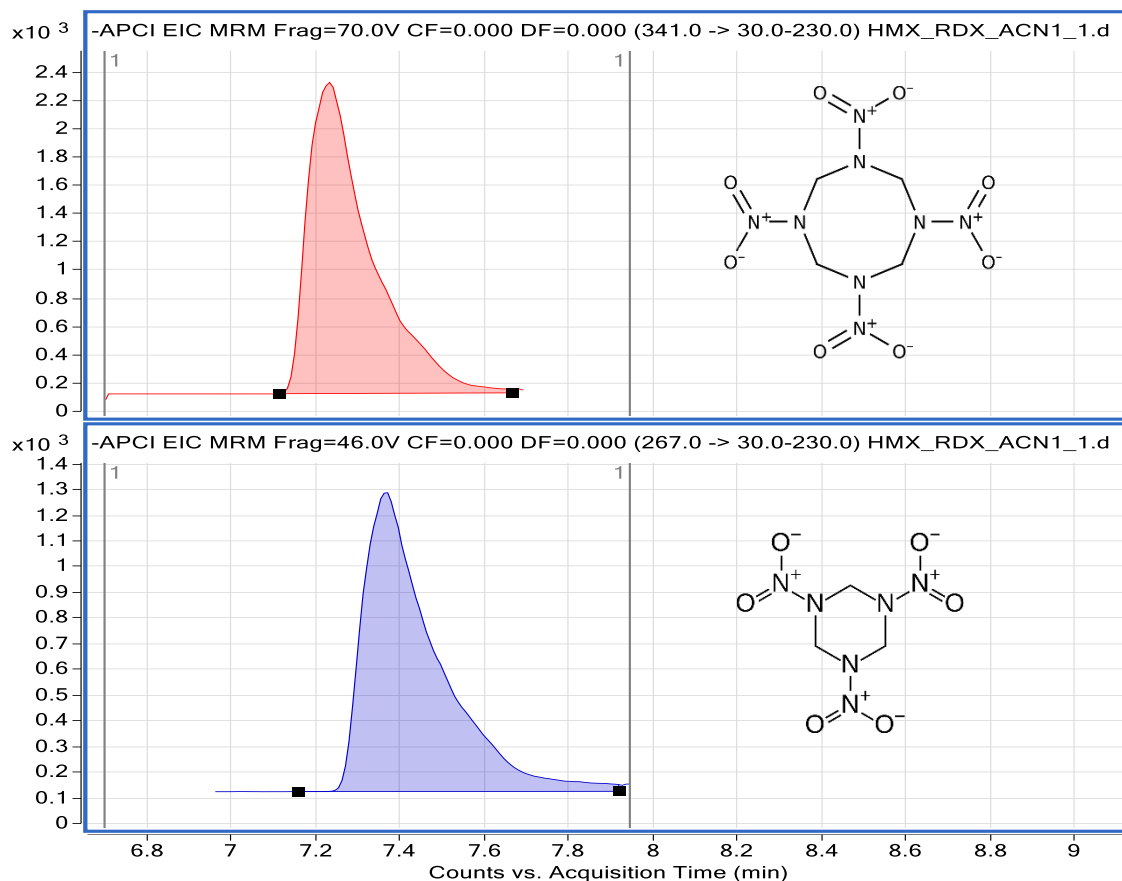 x10 3
-APCI EIC MRM Frag=70.0V CF=0.000 DF=0.000 (341.0 -> 30.0-230.0) HMX_RDX_ACN1_1.d
1 1
2.4
2.2
2
1.8
1.6
1.4
1.2
1
0.8
0.6
0.4
0.2
0
O O⁻
N⁺
N
O O
N⁺ N N N⁺
O⁻ O⁻
N
N⁺
O O⁻
x10 3
-APCI EIC MRM Frag=46.0V CF=0.000 DF=0.000 (267.0 -> 30.0-230.0) HMX_RDX_ACN1_1.d
1 1
1.4
1.3
1.2
1.1
1
0.9
0.8
0.7
0.6
0.5
0.4
0.3
0.2
0.1
0
O⁻ O⁻
N⁺ N⁺
O N N O
N
N⁺
O O⁻
6.8 7 7.2 7.4 7.6 7.8 8 8.2 8.4 8.6 8.8 9
Counts vs. Acquisition Time (min)